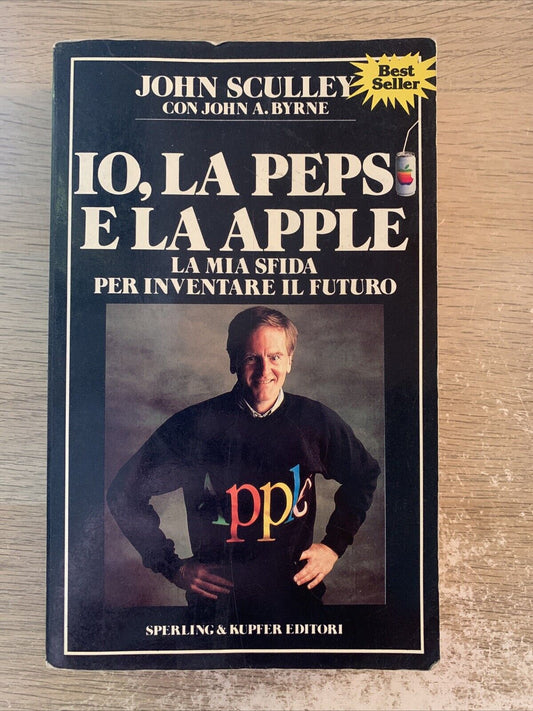 JOHN SCULLEY
CON JOHN A. BYRNE
Best
Seller
IO, LA PEPSI
E LA APPLE
LA MIA SFIDA
PER INVENTARE IL FUTURO
Apple
SPERLING & KUPFER EDITORI